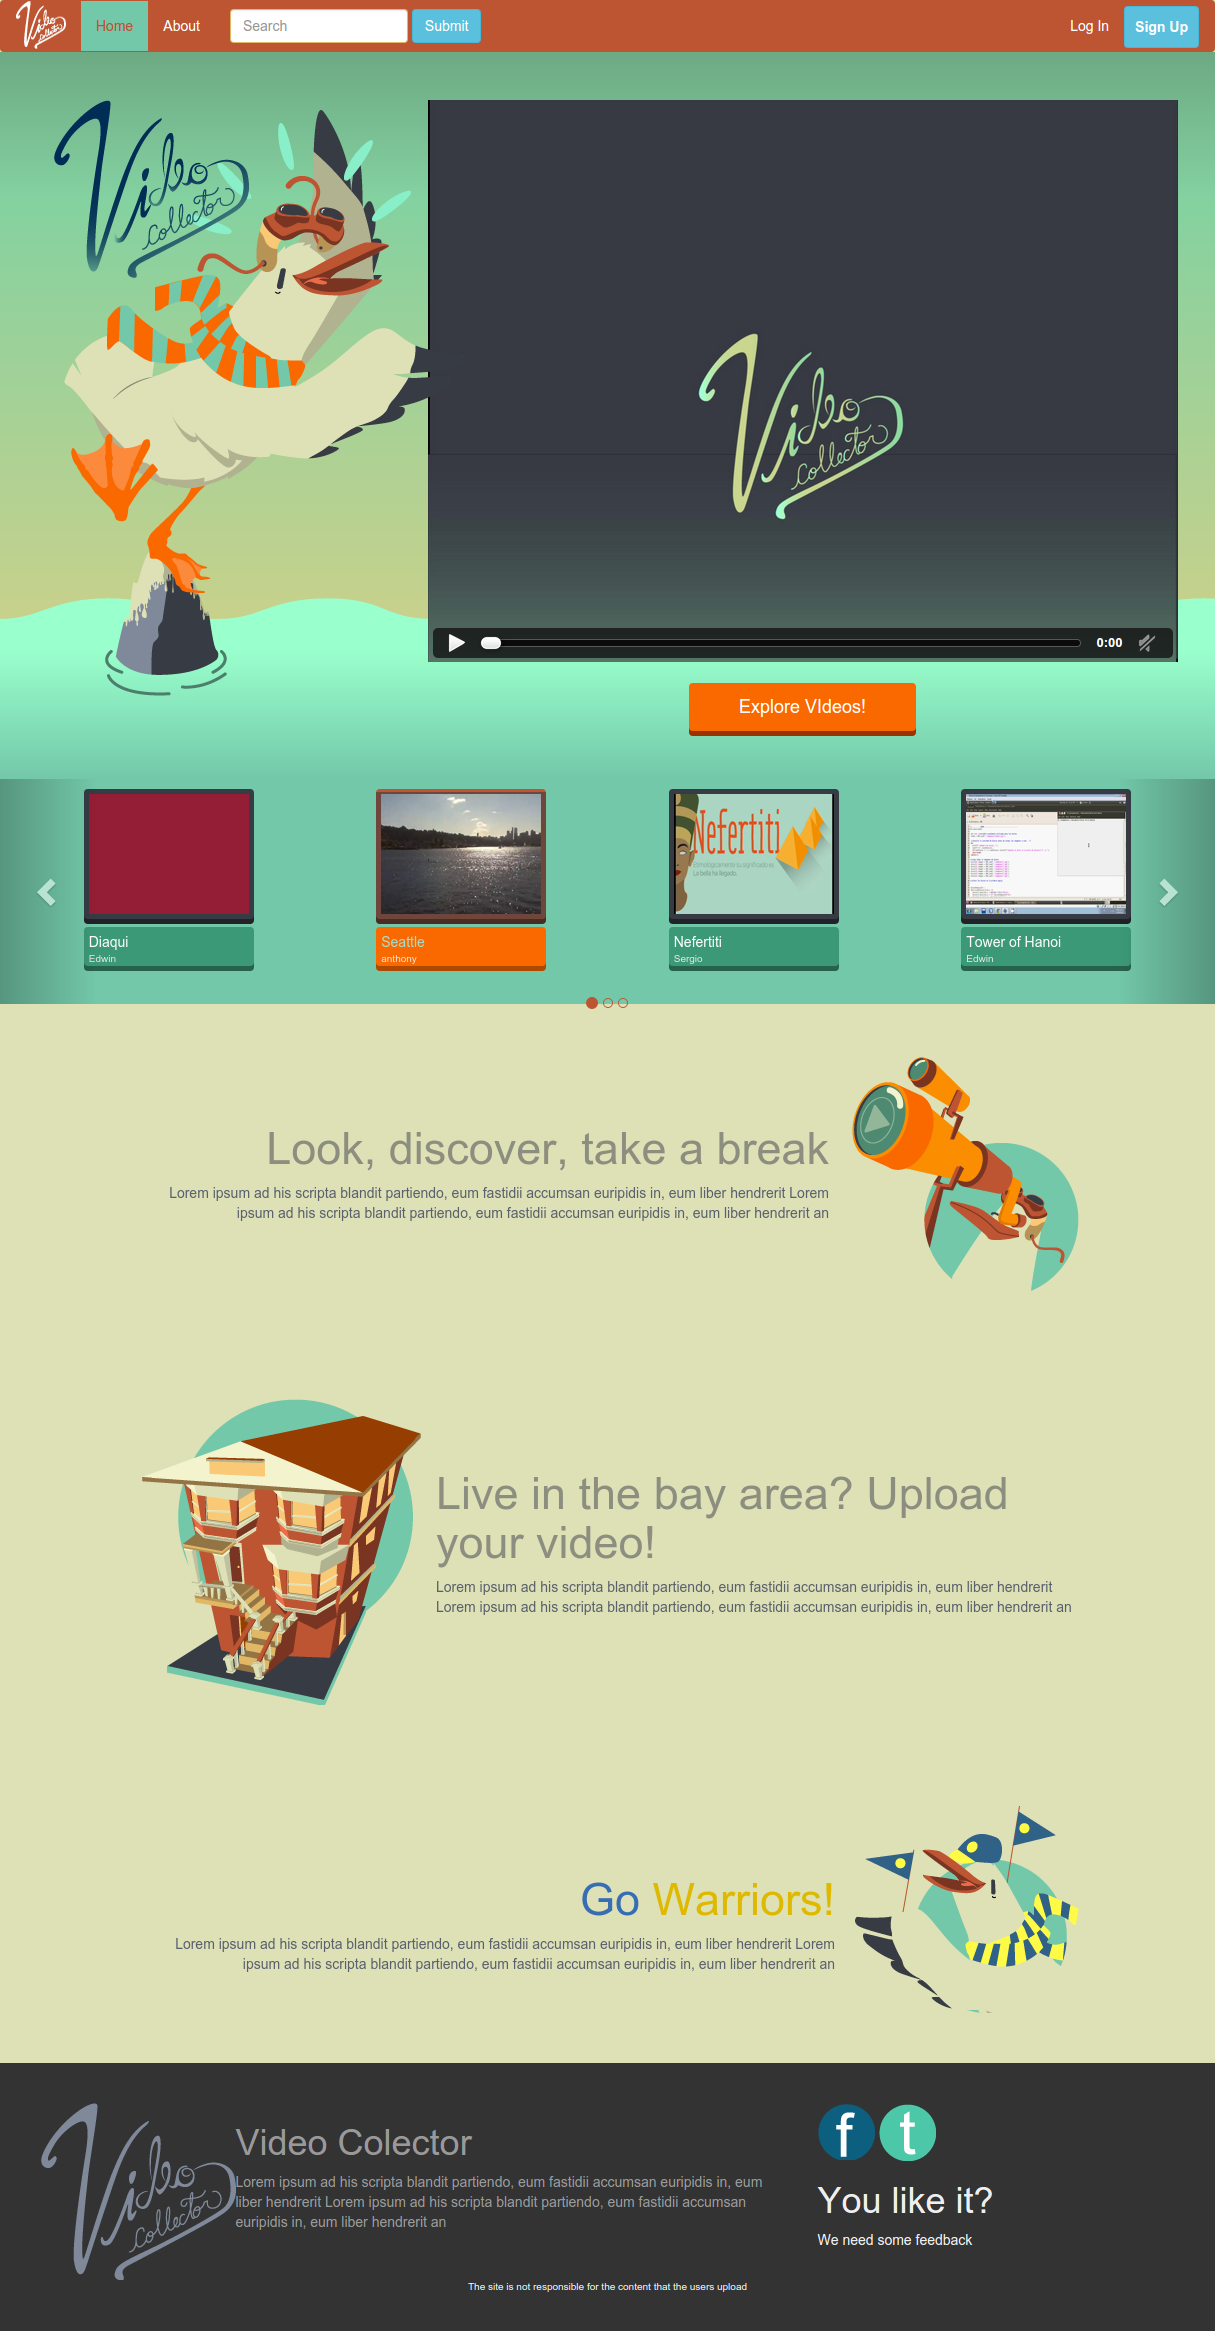 Video
Collector
Home
About
Search
Submit
Log In
Sign Up
Video
Collector
Video
Collector
0:00
Explore VIdeos!
Nefertiti
Etimológicamente su significado es
La bella ha llegado.
Diaqui
Edwin
Seattle
anthony
Nefertiti
Sergio
Tower of Hanoi
Edwin
Look, discover, take a break
Lorem ipsum ad his scripta blandit partiendo, eum fastidii accumsan euripidis in, eum liber hendrerit Lorem
ipsum ad his scripta blandit partiendo, eum fastidii accumsan euripidis in, eum liber hendrerit an
Live in the bay area? Upload
your video!
Lorem ipsum ad his scripta blandit partiendo, eum fastidii accumsan euripidis in, eum liber hendrerit
Lorem ipsum ad his scripta blandit partiendo, eum fastidii accumsan euripidis in, eum liber hendrerit an
Go Warriors!
Lorem ipsum ad his scripta blandit partiendo, eum fastidii accumsan euripidis in, eum liber hendrerit Lorem
ipsum ad his scripta blandit partiendo, eum fastidii accumsan euripidis in, eum liber hendrerit an
Video
Collector
Video Colector
Lorem ipsum ad his scripta blandit partiendo, eum fastidii accumsan euripidis in, eum
liber hendrerit Lorem ipsum ad his scripta blandit partiendo, eum fastidii accumsan
euripidis in, eum liber hendrerit an
f t
You like it?
We need some feedback
The site is not responsible for the content that the users upload